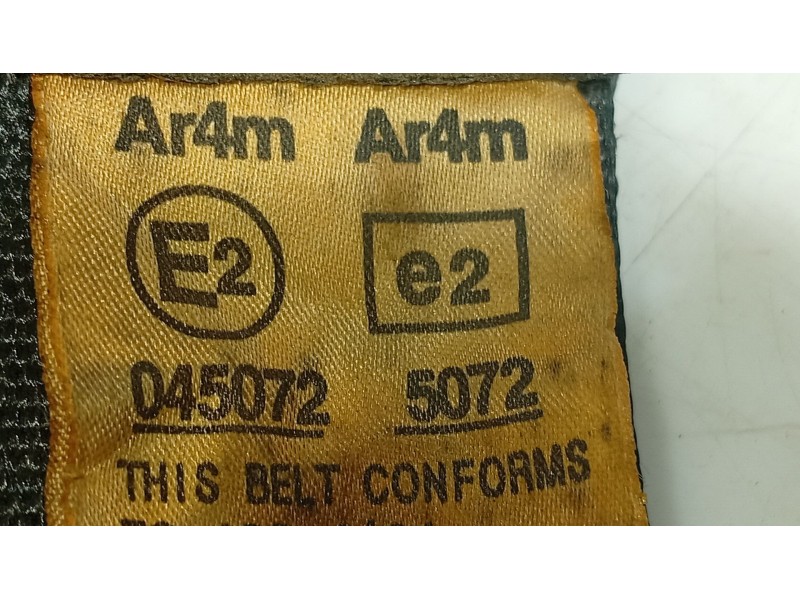 Ar4m Ar4m
E2 e2
045072 5072
THIS BELT CONFORMS